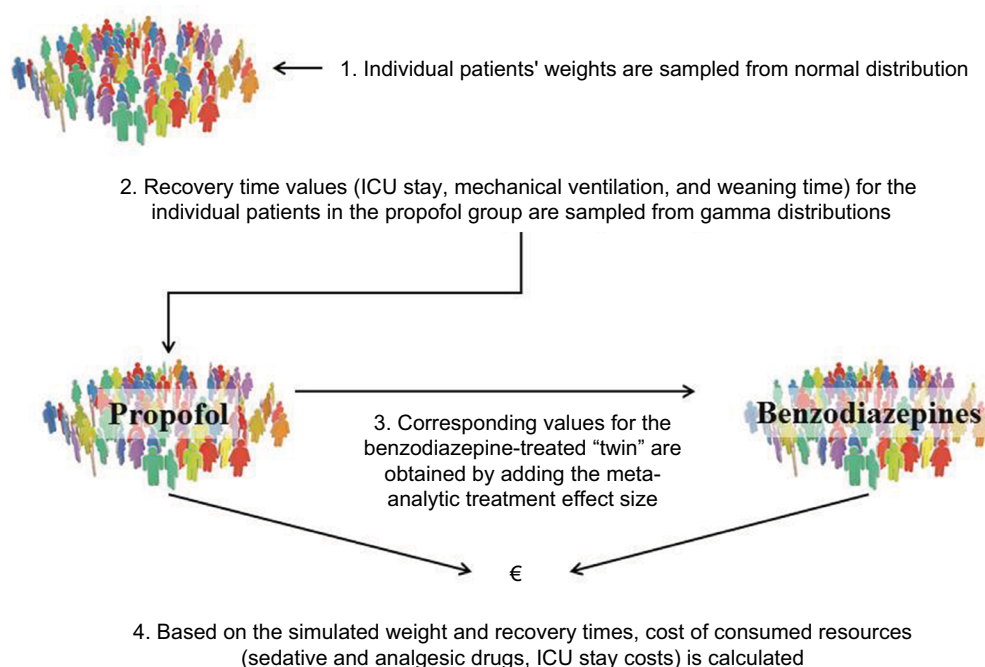 1. Individual patients' weights are sampled from normal distribution
2. Recovery time values (ICU stay, mechanical ventilation, and weaning time) for the
individual patients in the propofol group are sampled from gamma distributions
Propofol
Benzodiazepines
3. Corresponding values for the
benzodiazepine-treated “twin” are
obtained by adding the meta-
analytic treatment effect size
€
4. Based on the simulated weight and recovery times, cost of consumed resources
(sedative and analgesic drugs, ICU stay costs) is calculated